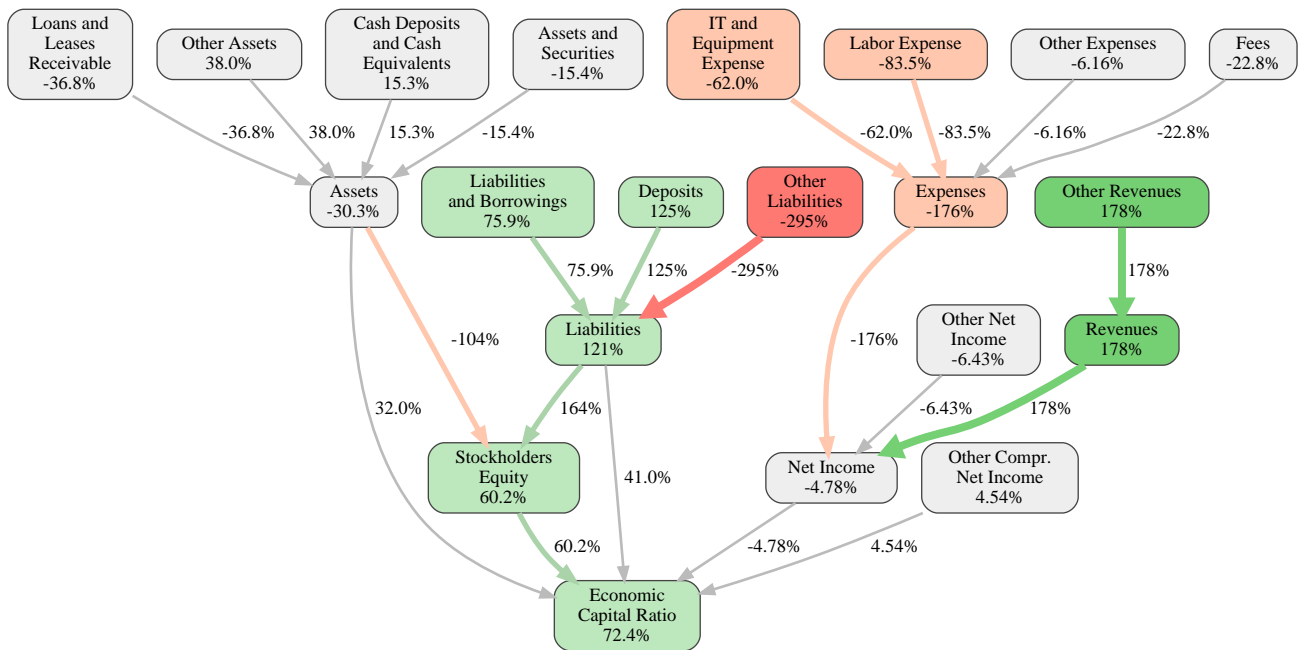 Loans and
Leases
Receivable
-36.8%
Other Assets
38.0%
Cash Deposits
and Cash
Equivalents
15.3%
Assets and
Securities
-15.4%
IT and
Equipment
Expense
-62.0%
Labor Expense
-83.5%
Other Expenses
-6.16%
Fees
-22.8%
-36.8%
38.0%
15.3%
-15.4%
-62.0%
-83.5%
-6.16%
-22.8%
Assets
-30.3%
Liabilities
and Borrowings
75.9%
Deposits
125%
Other
Liabilities
-295%
Expenses
-176%
Other Revenues
178%
75.9%
125%
-295%
178%
-104%
Liabilities
121%
-176%
Other Net
Income
-6.43%
Revenues
178%
32.0%
164%
-6.43%
178%
Stockholders
Equity
60.2%
41.0%
Net Income
-4.78%
Other Compr.
Net Income
4.54%
60.2%
-4.78%
4.54%
Economic
Capital Ratio
72.4%